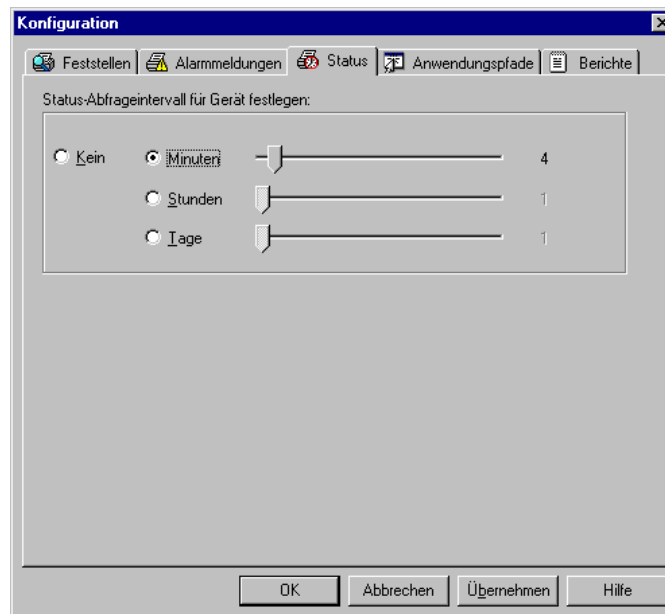 Konfiguration
Feststellen Alarmmeldungen Status Anwendungspfade Berichte
Status-Abfrageintervall für Gerät festlegen:
Kein Minuten 4
Stunden 1
Tage 1
OK Abbrechen Übernehmen Hilfe